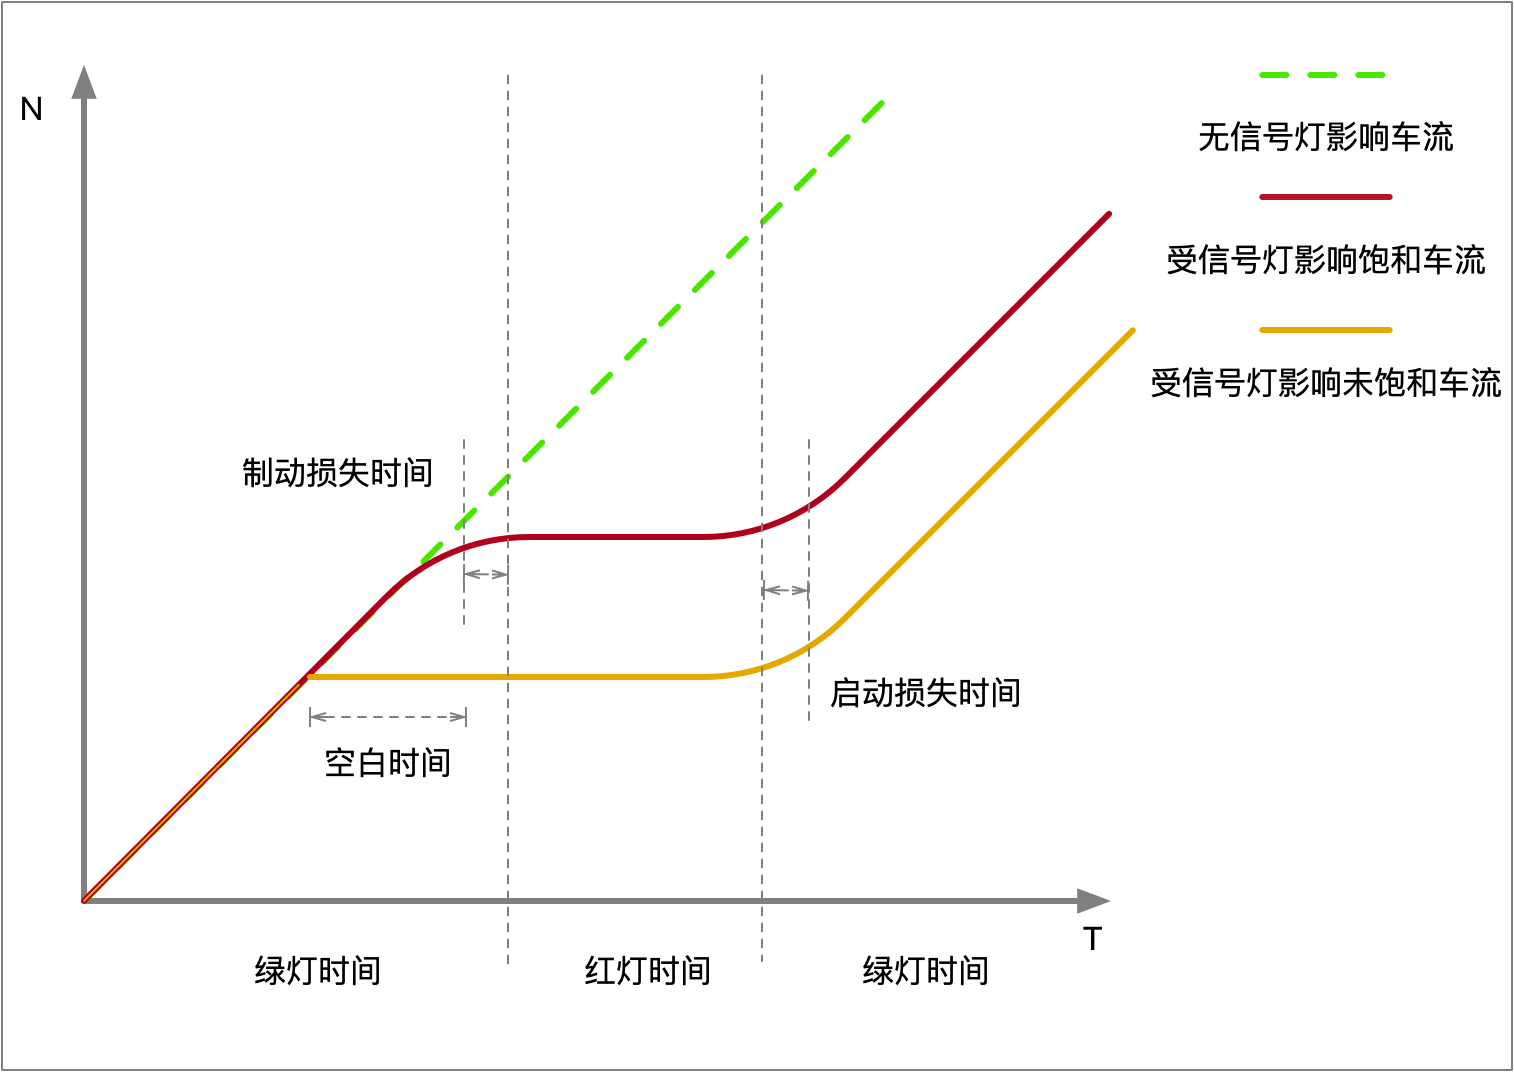 N
无信号灯影响车流
受信号灯影响饱和车流
受信号灯影响未饱和车流
制动损失时间
启动损失时间
空白时间
T
绿灯时间
红灯时间
绿灯时间